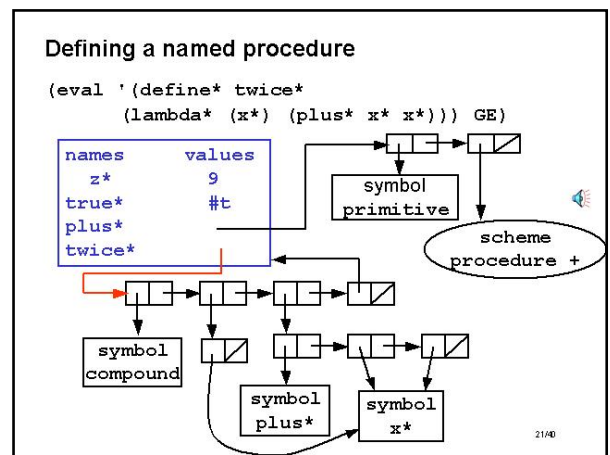 Defining a named procedure
(eval '(define* twice*
(lambda* (x*) (plus* x* x*))) GE)
names values
z* 9
true* #t
plus*
twice*
symbol
primitive
scheme
procedure +
symbol
compound
symbol
plus*
symbol
x*
21/40